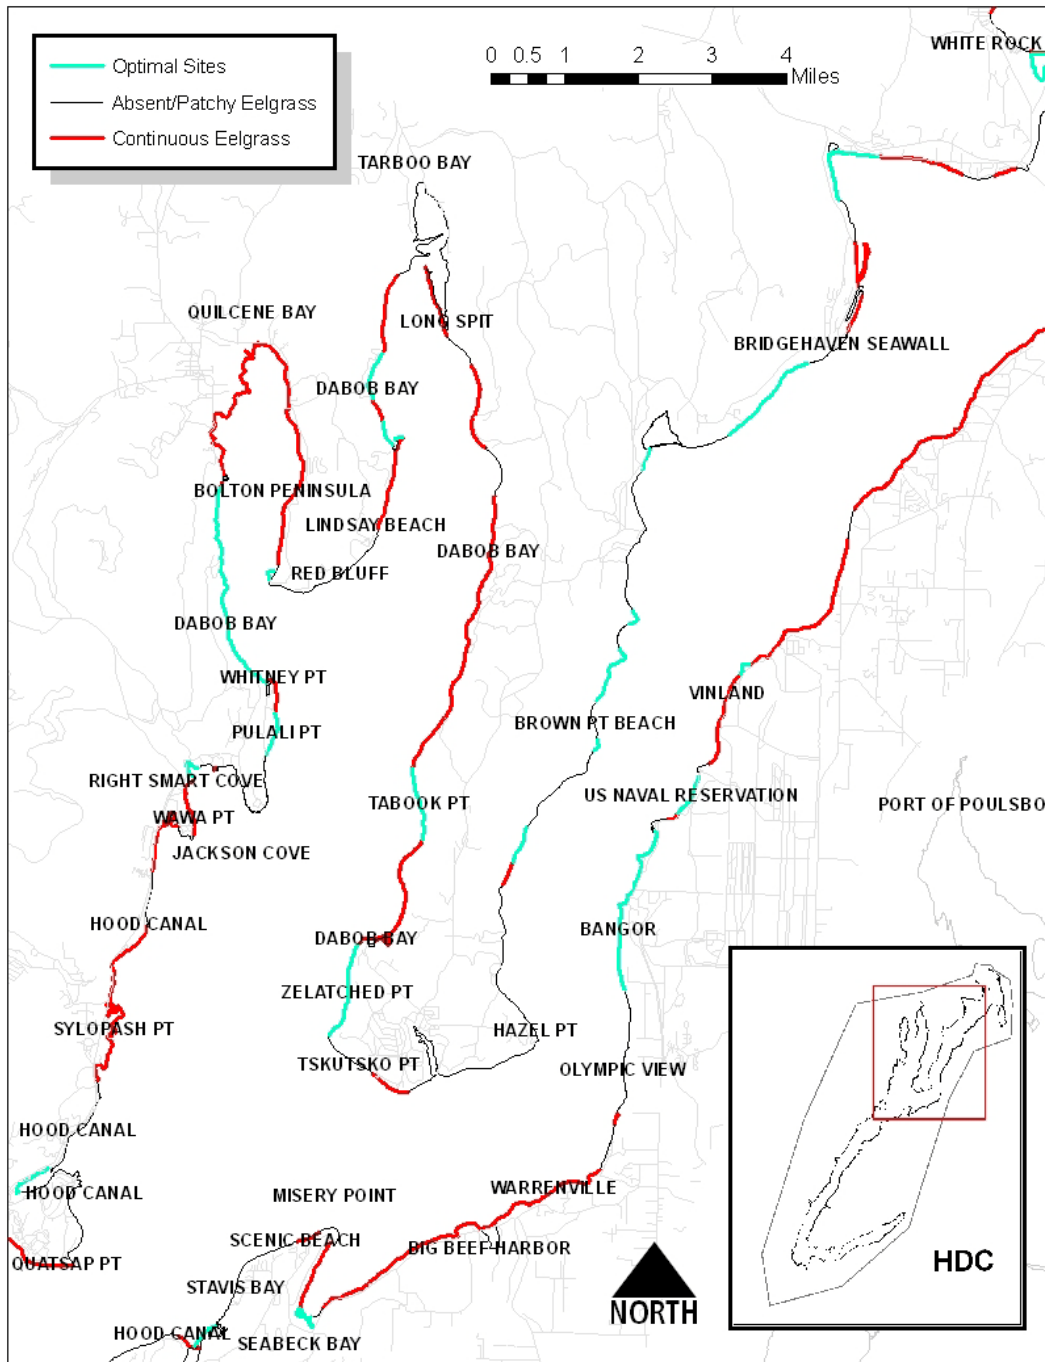 WHITE ROCK
0 0.5 1 2 3 4
Miles
Optimal Sites
Absent/Patchy Eelgrass
Continuous Eelgrass
TARBOO BAY
QUILCENE BAY
LONG SPIT
BRIDGEHAVEN SEAWALL
DABOB BAY
BOLTON PENINSULA
LINDSAY BEACH
DABOB BAY
RED BLUFF
DABOB BAY
WHITNEY PT
VINLAND
BROWN PT BEACH
PULALI PT
RIGHT SMART COVE
US NAVAL RESERVATION
TABOOK PT
PORT OF POULSBO
WAWA PT
JACKSON COVE
HOOD CANAL
DABOB BAY
BANGOR
ZELATCHED PT
SYLOPASH PT
HAZEL PT
TSKUTSKO PT
OLYMPIC VIEW
HOOD CANAL
HOOD CANAL
MISERY POINT
WARRENVILLE
SCENIC BEACH
BIG BEEF HARBOR
QUATSAP PT
HDC
STAVIS BAY
NORTH
HOOD CANAL
SEABECK BAY